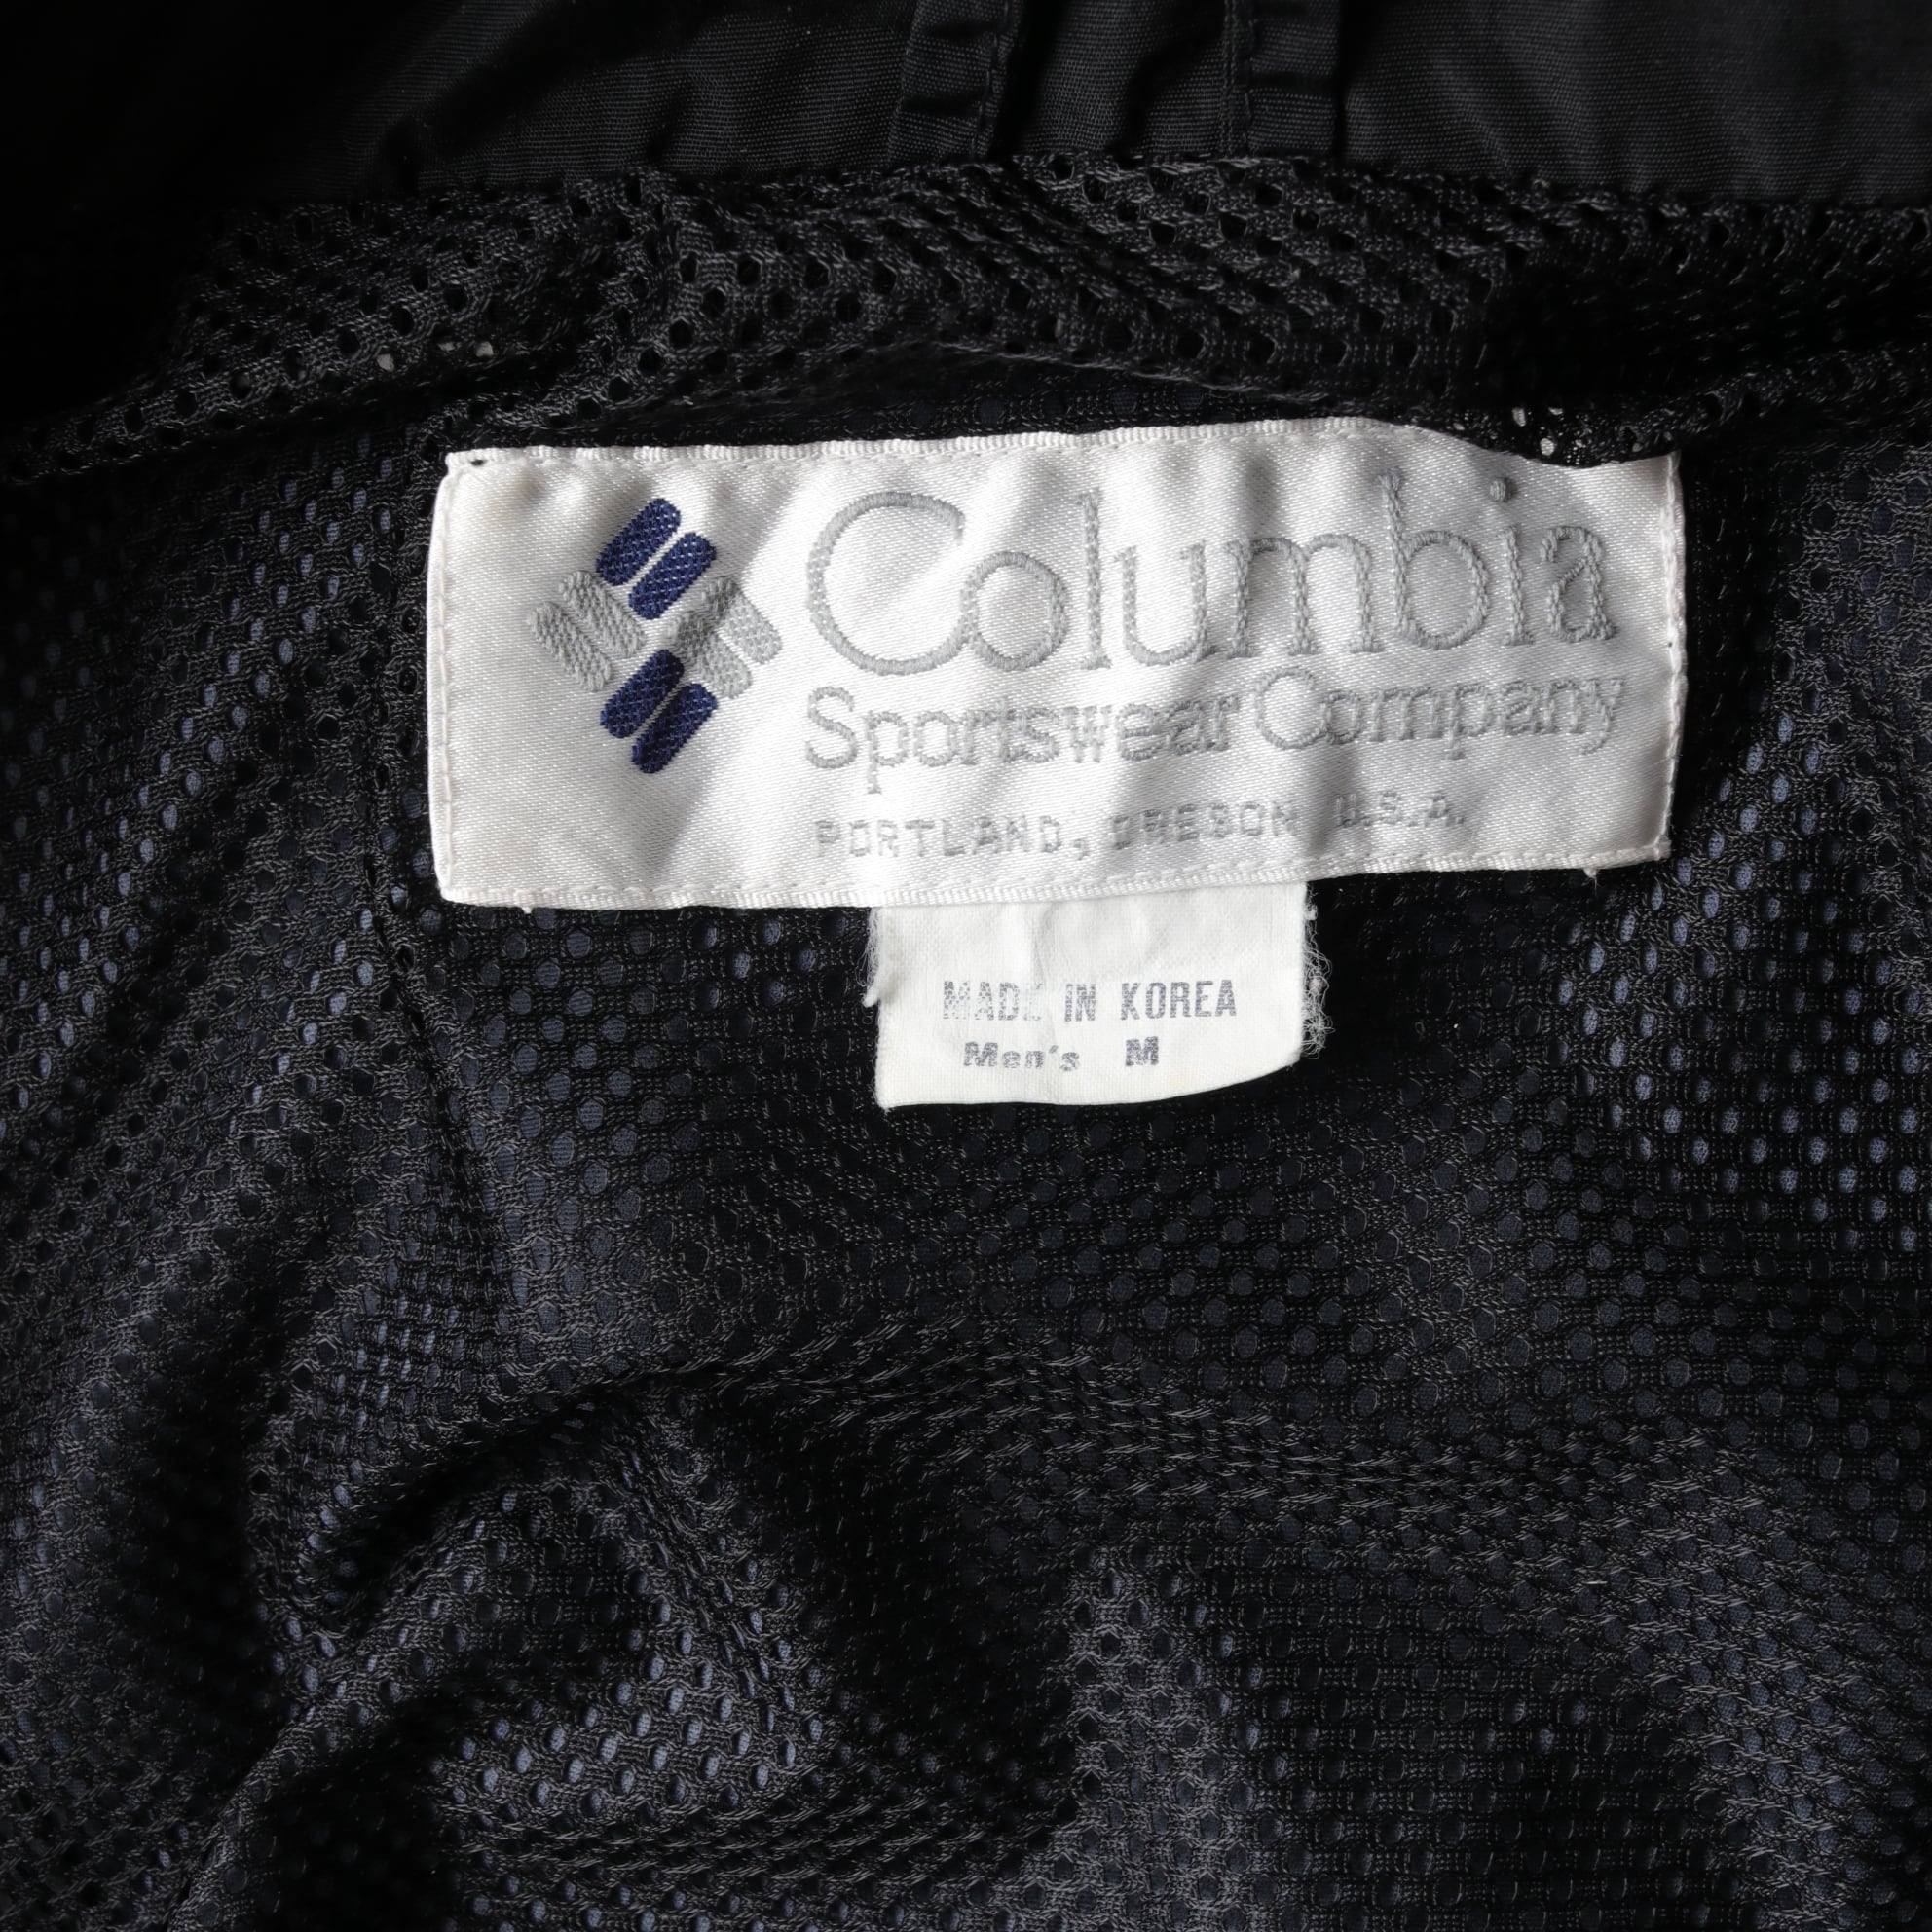 Columbia
Sportswear Company
PORTLAND, OREGON U.S.A.
MADE IN KOREA
Men's M